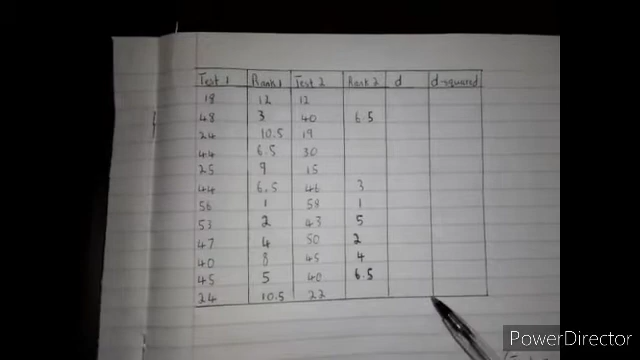 Test 1 Rank 1 Test 2 Rank 2 d d-squared
18 12 12
48 3 40 6.5
24 10.5 19
44 6.5 30
25 9 15
44 6.5 46 3
56 1 58 1
53 2 43 5
47 4 50 2
40 8 45 4
45 5 40 6.5
24 10.5 22
PowerDirector